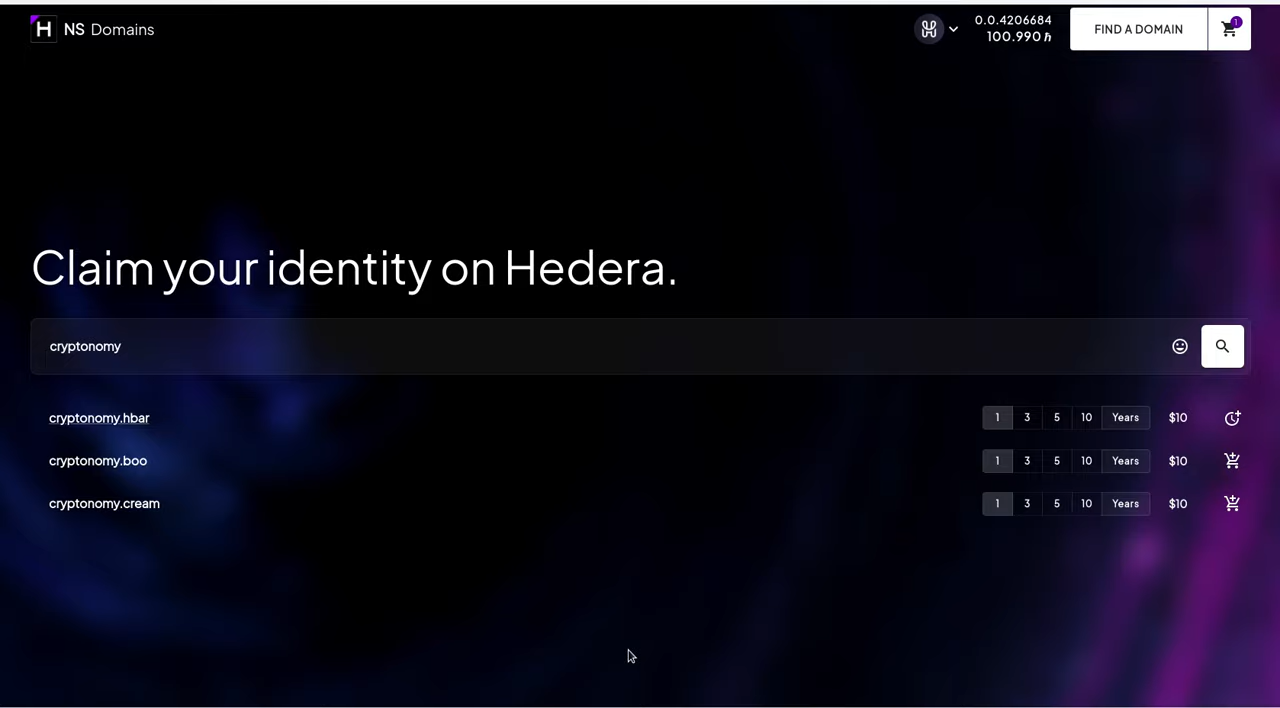 H NS Domains
0.0.4206684
100.990 ℏ
FIND A DOMAIN
1
Claim your identity on Hedera.
cryptonomy
cryptonomy.hbar 1 3 5 10 Years $10
cryptonomy.boo 1 3 5 10 Years $10
cryptonomy.cream 1 3 5 10 Years $10